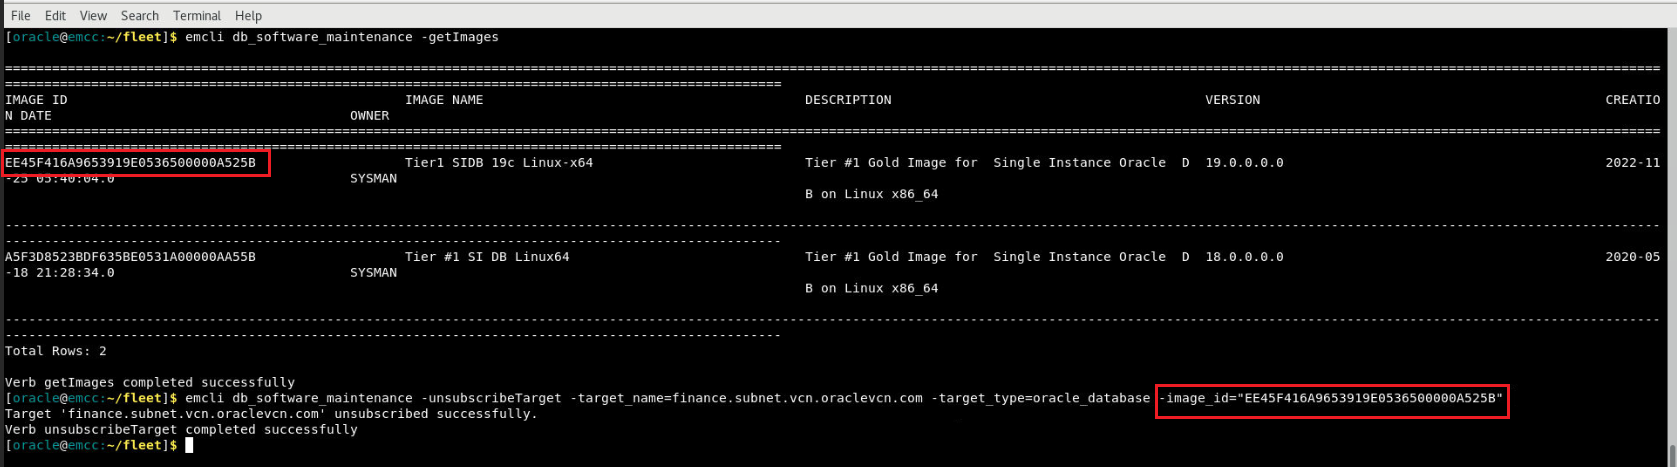 File Edit View Search Terminal Help
[oracle@emcc:~/fleet]$ emcli db_software_maintenance -getImages
=====================================================================================================================================================================================================================
====================================================================================================
IMAGE ID IMAGE NAME DESCRIPTION VERSION CREATIO
N DATE OWNER
=====================================================================================================================================================================================================================
====================================================================================================
EE45F416A9653919E0536500000A525B Tier1 SIDB 19c Linux-x64 Tier #1 Gold Image for  Single Instance Oracle  D 19.0.0.0.0 2022-11
-25 05:40:04.0 SYSMAN
B on Linux x86_64
---------------------------------------------------------------------------------------------------------------------------------------------------------------------------------------------------------------------
----------------------------------------------------------------------------------------------------
A5F3D8523BDF635BE0531A00000AA55B Tier #1 SI DB Linux64 Tier #1 Gold Image for  Single Instance Oracle  D 18.0.0.0.0 2020-05
-18 21:28:34.0 SYSMAN
B on Linux x86_64
---------------------------------------------------------------------------------------------------------------------------------------------------------------------------------------------------------------------
----------------------------------------------------------------------------------------------------
Total Rows: 2
Verb getImages completed successfully
[oracle@emcc:~/fleet]$ emcli db_software_maintenance -unsubscribeTarget -target_name=finance.subnet.vcn.oraclevcn.com -target_type=oracle_database -image_id="EE45F416A9653919E0536500000A525B"
Target 'finance.subnet.vcn.oraclevcn.com' unsubscribed successfully.
Verb unsubscribeTarget completed successfully
[oracle@emcc:~/fleet]$